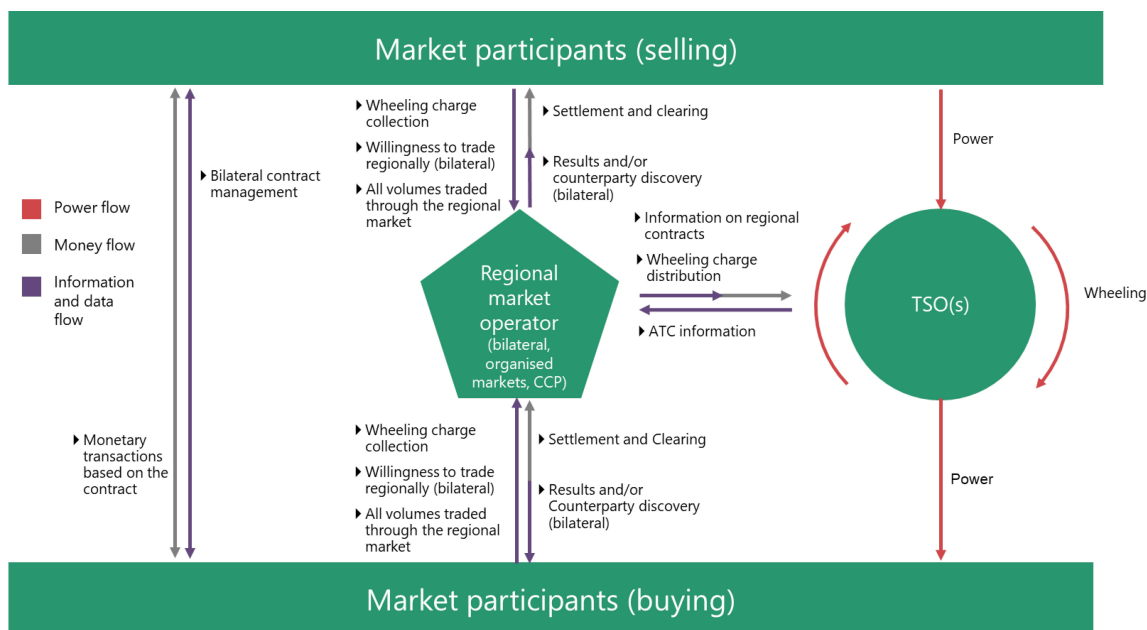 Market participants (selling)
Wheeling charge
collection
Willingness to trade
regionally (bilateral)
All volumes traded
through the regional
market
Settlement and clearing
Results and/or
counterparty discovery
(bilateral)
Power
Bilateral contract
management
Power flow
Money flow
Information
and data
flow
Information on regional
contracts
Wheeling charge
distribution
ATC information
Regional
market
operator
(bilateral,
organised
markets, CCP)
TSO(s)
Wheeling
Monetary
transactions
based on the
contract
Wheeling charge
collection
Willingness to trade
regionally (bilateral)
All volumes traded
through the regional
market
Settlement and Clearing
Results and/or
Counterparty discovery
(bilateral)
Power
Market participants (buying)